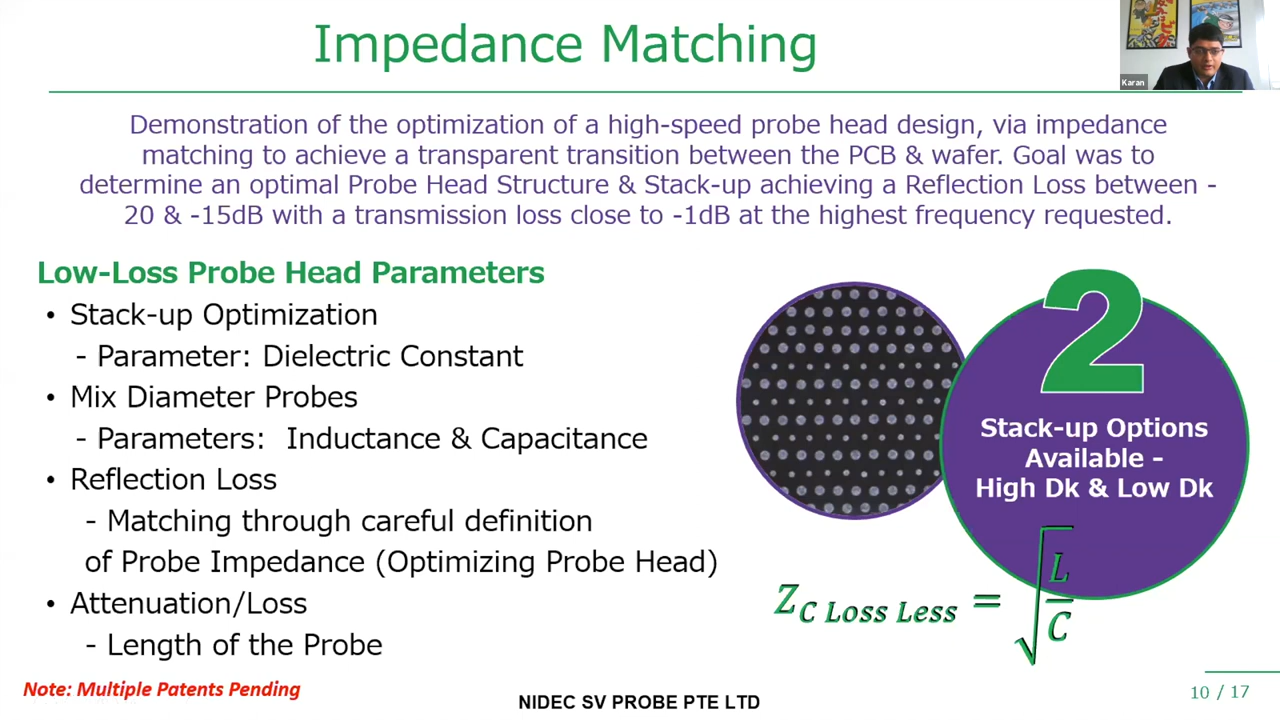 Impedance Matching
Karan
Demonstration of the optimization of a high-speed probe head design, via impedance
matching to achieve a transparent transition between the PCB & wafer. Goal was to
determine an optimal Probe Head Structure & Stack-up achieving a Reflection Loss between -
20 & -15dB with a transmission loss close to -1dB at the highest frequency requested.
Low-Loss Probe Head Parameters
• Stack-up Optimization
- Parameter: Dielectric Constant
• Mix Diameter Probes
- Parameters: Inductance & Capacitance
• Reflection Loss
- Matching through careful definition
of Probe Impedance (Optimizing Probe Head)
• Attenuation/Loss
- Length of the Probe
2
Stack-up Options
Available -
High Dk & Low Dk
Z_C Loss Less = √(L/C)
Note: Multiple Patents Pending
NIDEC SV PROBE PTE LTD
10 / 17